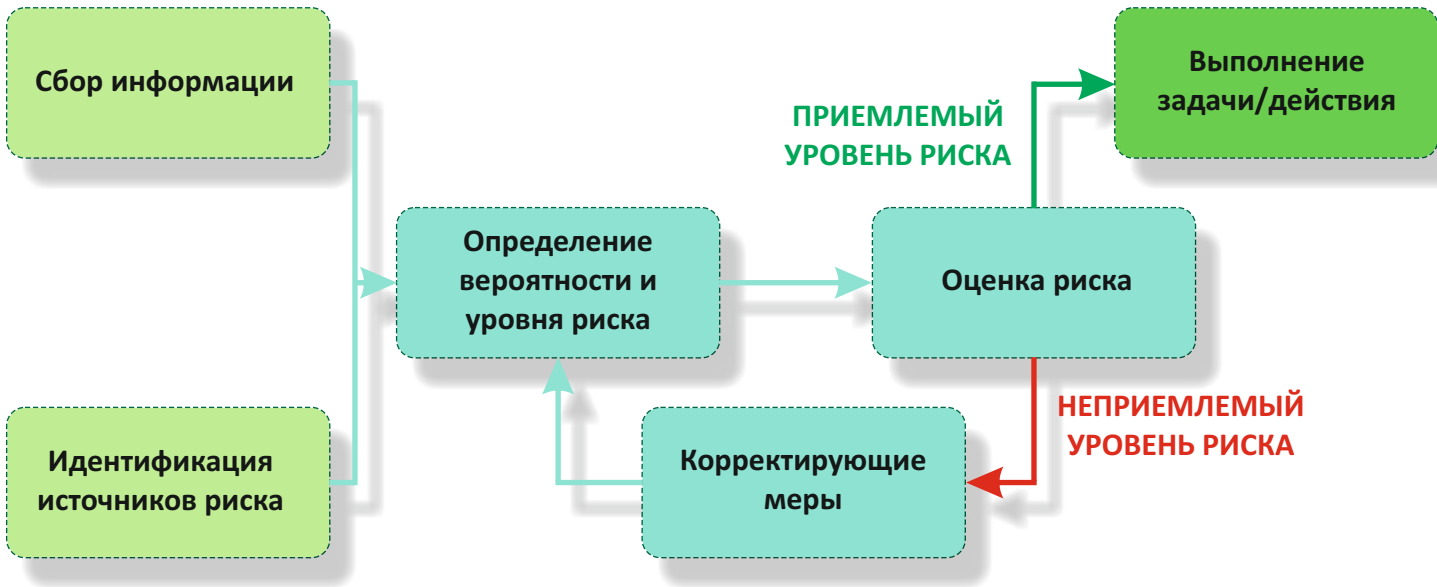 Сбор информации
Выполнение
задачи/действия
ПРИЕМЛЕМЫЙ
УРОВЕНЬ РИСКА
Определение
вероятности и
уровня риска
Оценка риска
НЕПРИЕМЛЕМЫЙ
УРОВЕНЬ РИСКА
Идентификация
источников риска
Корректирующие
меры